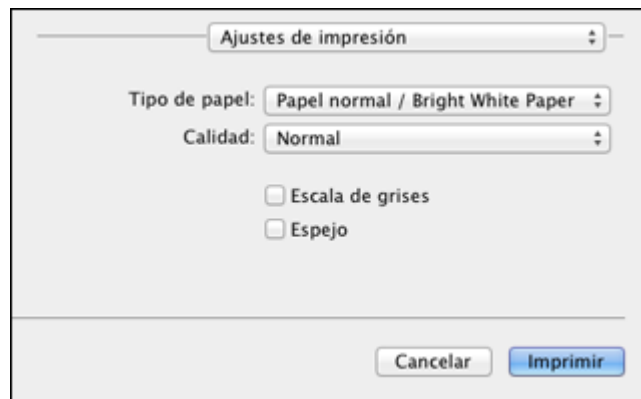 Ajustes de impresión
Tipo de papel: Papel normal / Bright White Paper
Calidad: Normal
Escala de grises
Espejo
Cancelar Imprimir